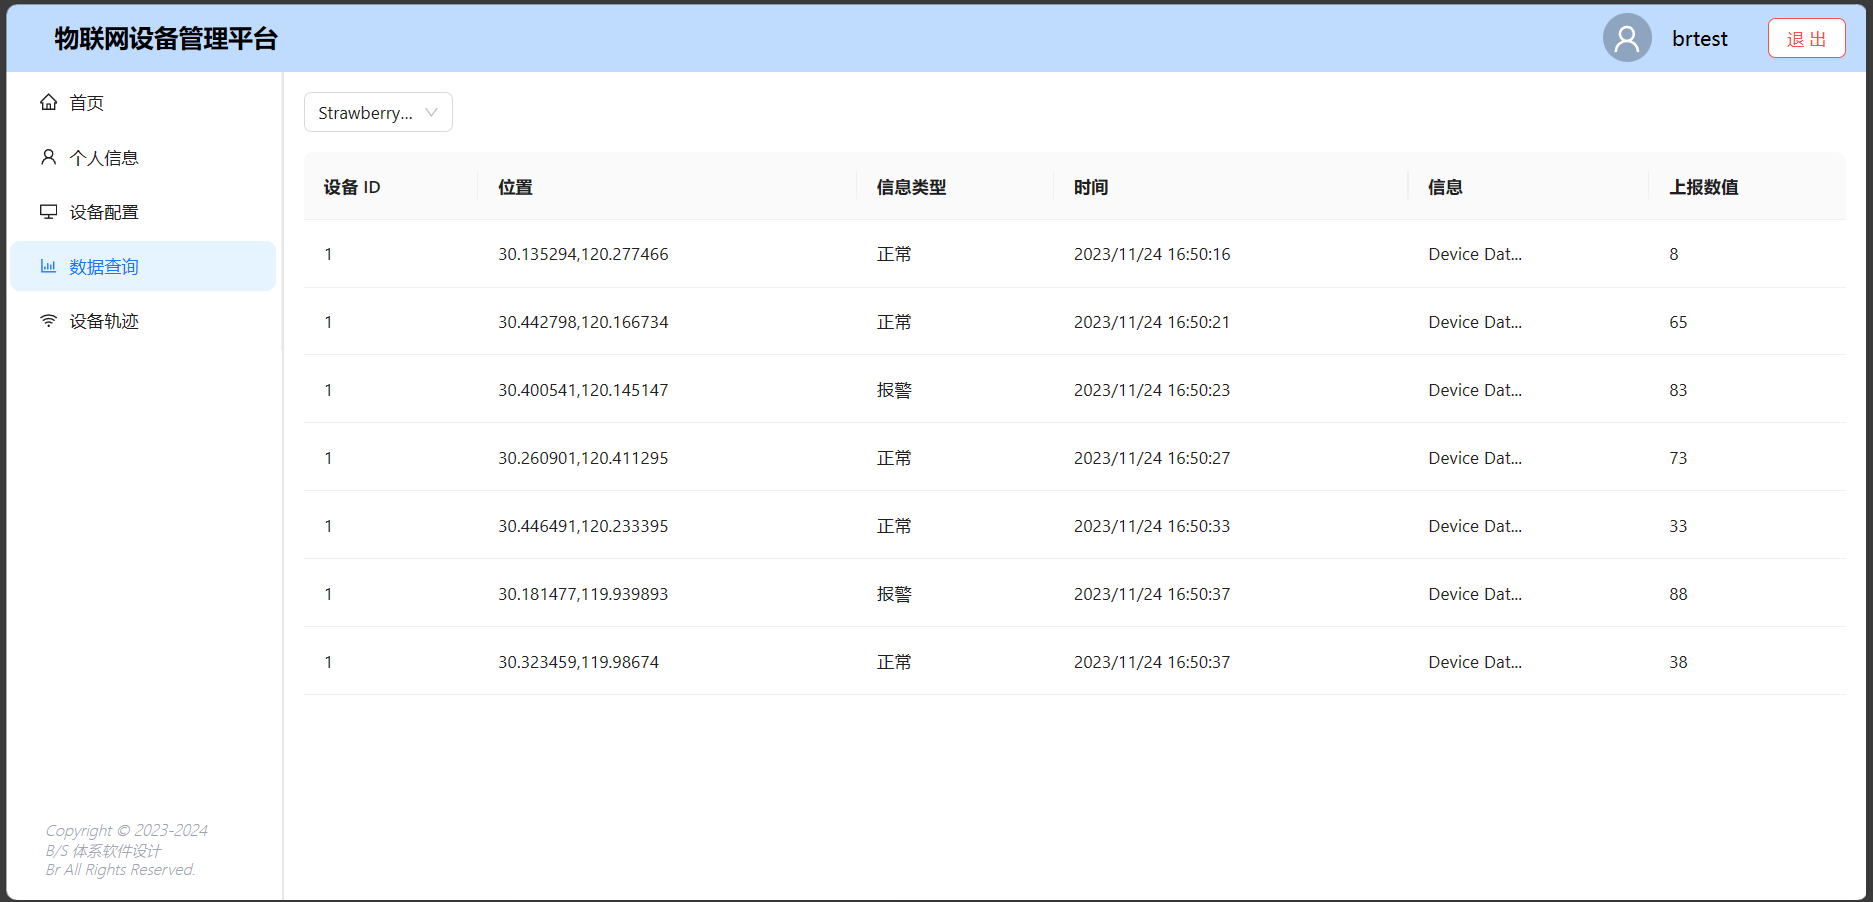 物联网设备管理平台
brtest
退 出
首页
个人信息
设备配置
数据查询
设备轨迹
Strawberry...
设备 ID 位置 信息类型 时间 信息 上报数值
1 30.135294,120.277466 正常 2023/11/24 16:50:16 Device Dat... 8
1 30.442798,120.166734 正常 2023/11/24 16:50:21 Device Dat... 65
1 30.400541,120.145147 报警 2023/11/24 16:50:23 Device Dat... 83
1 30.260901,120.411295 正常 2023/11/24 16:50:27 Device Dat... 73
1 30.446491,120.233395 正常 2023/11/24 16:50:33 Device Dat... 33
1 30.181477,119.939893 报警 2023/11/24 16:50:37 Device Dat... 88
1 30.323459,119.98674 正常 2023/11/24 16:50:37 Device Dat... 38
Copyright © 2023-2024
B/S 体系软件设计
Br All Rights Reserved.